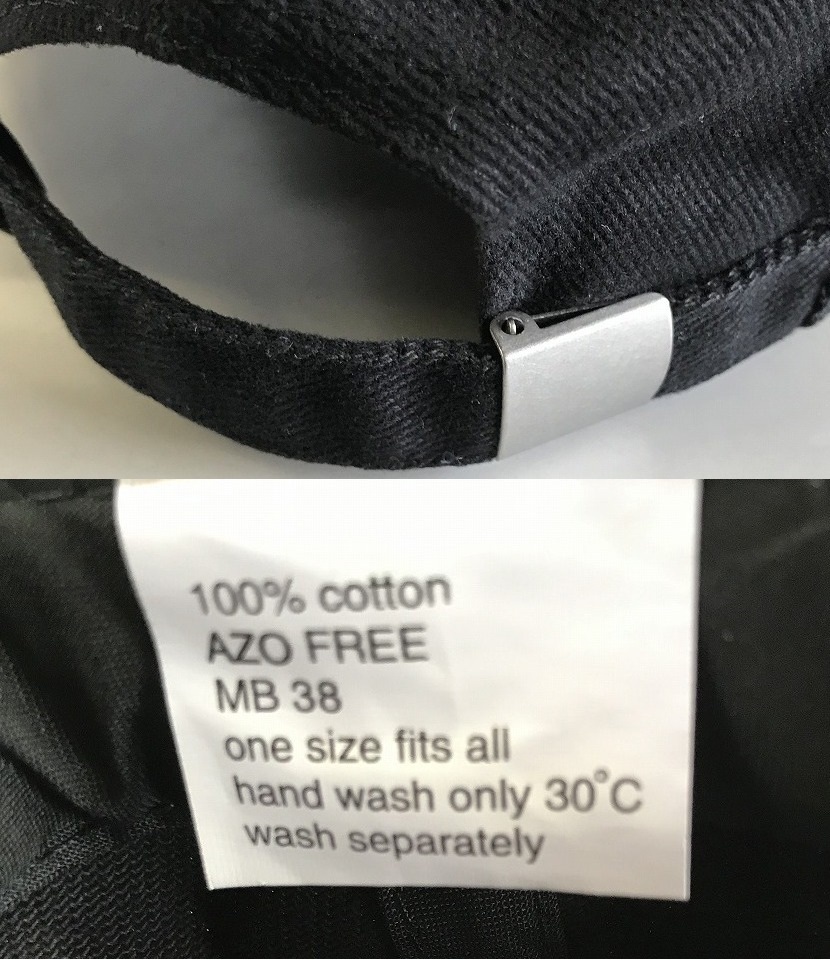 100% cotton
AZO FREE
MB 38
one size fits all
hand wash only 30°C
wash separately